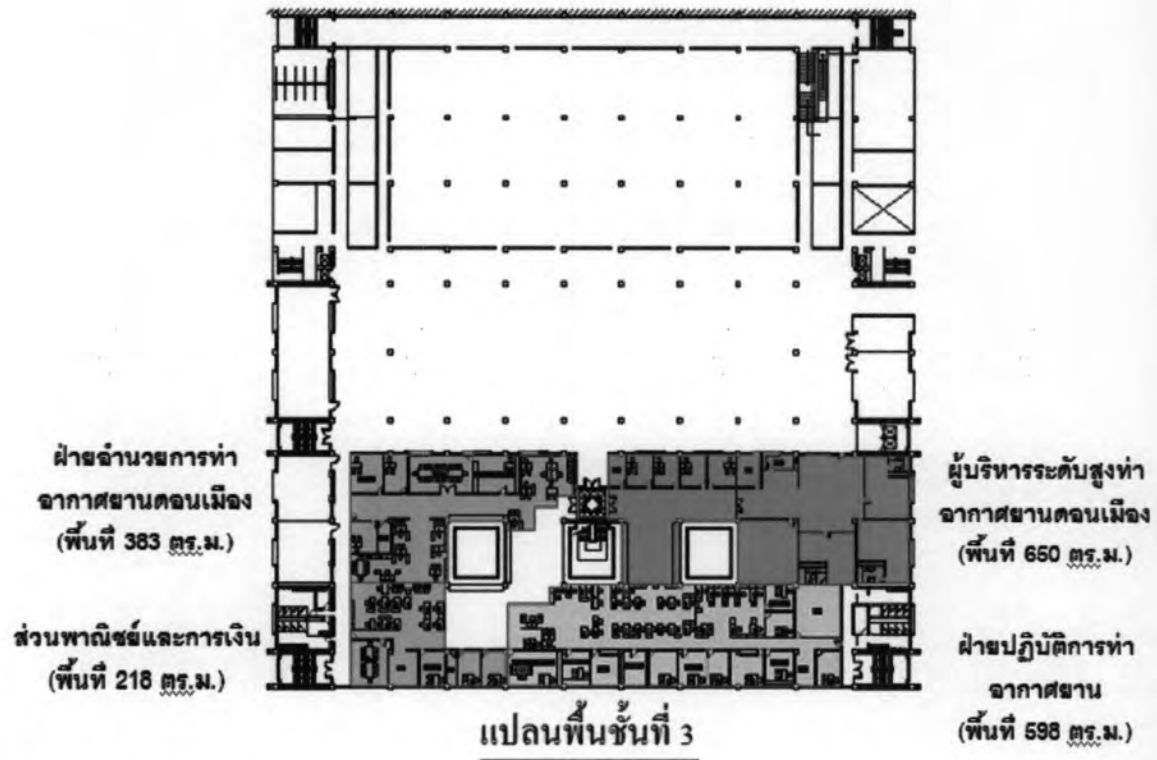 ฝ่ายอำนวยการท่า
อากาศยานดอนเมือง
(พื้นที่ 383 ตร.ม.)
ส่วนพาณิชย์และการเงิน
(พื้นที่ 218 ตร.ม.)
ผู้บริหารระดับสูงท่า
อากาศยานดอนเมือง
(พื้นที่ 650 ตร.ม.)
ฝ่ายปฏิบัติการท่า
อากาศยาน
(พื้นที่ 598 ตร.ม.)
แปลนพื้นชั้นที่ 3